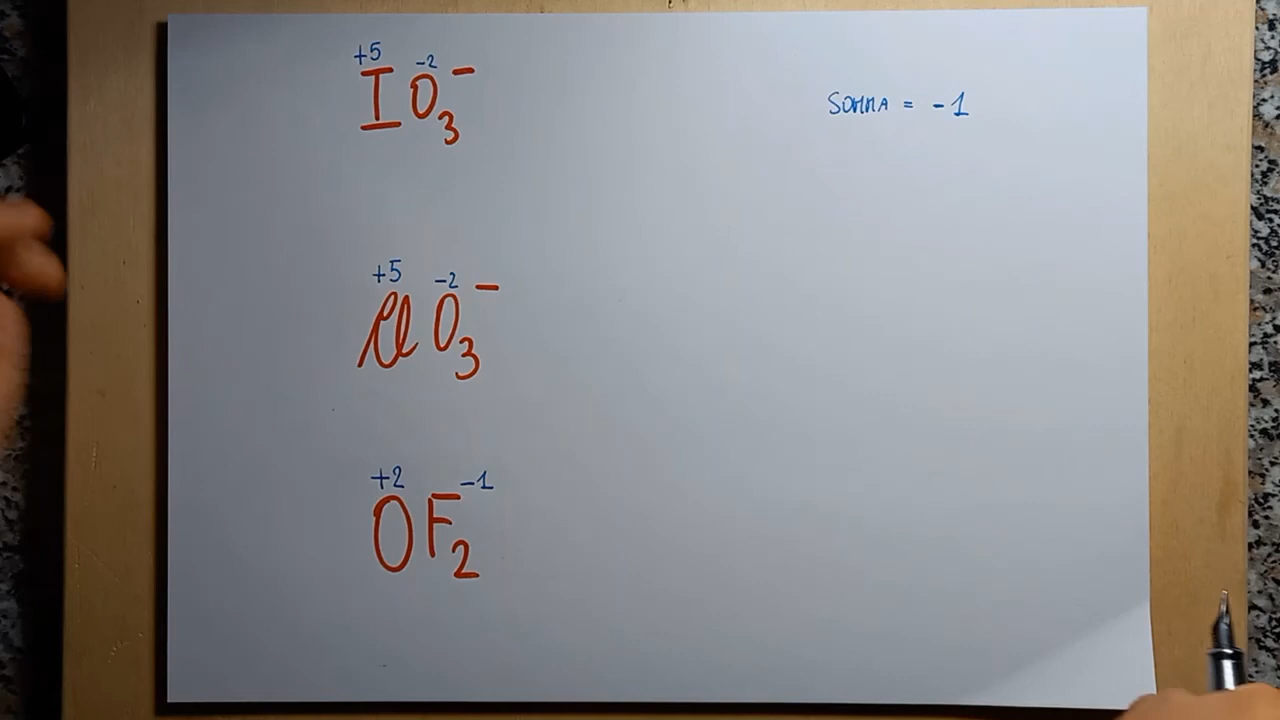 +5 -2
IO₃⁻
SOMMA = -1
+5 -2
ClO₃⁻
+2 -1
OF₂